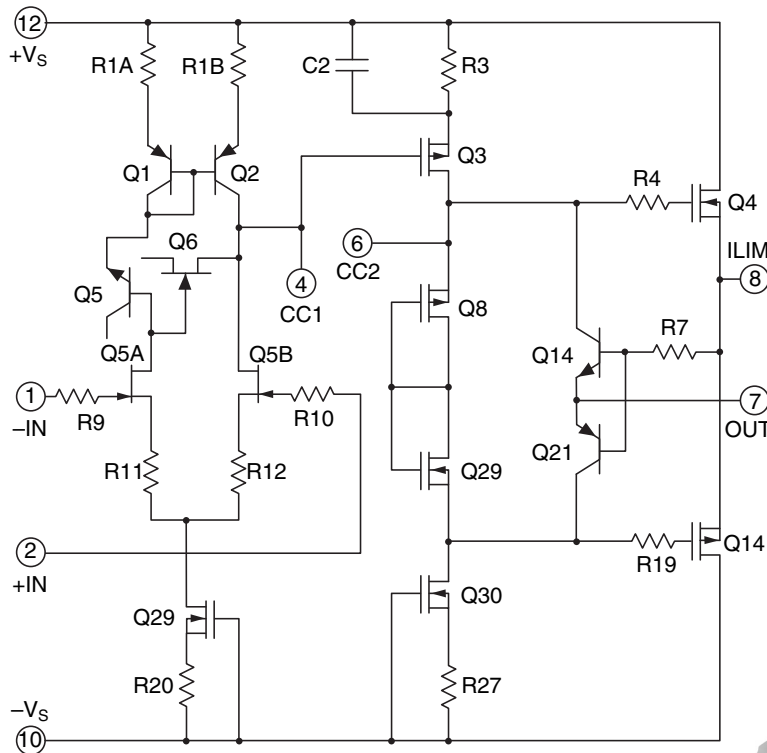 12
+VS
R1A
R1B
C2
R3
Q1
Q2
Q3
R4
Q4
Q6
6
CC2
ILIM
8
4
CC1
Q5
Q8
Q5A
Q5B
Q14
R7
1
−IN
R9
R10
7
OUT
R11
R12
Q21
Q29
2
+IN
R19
Q14
Q29
Q30
R20
R27
−VS
10